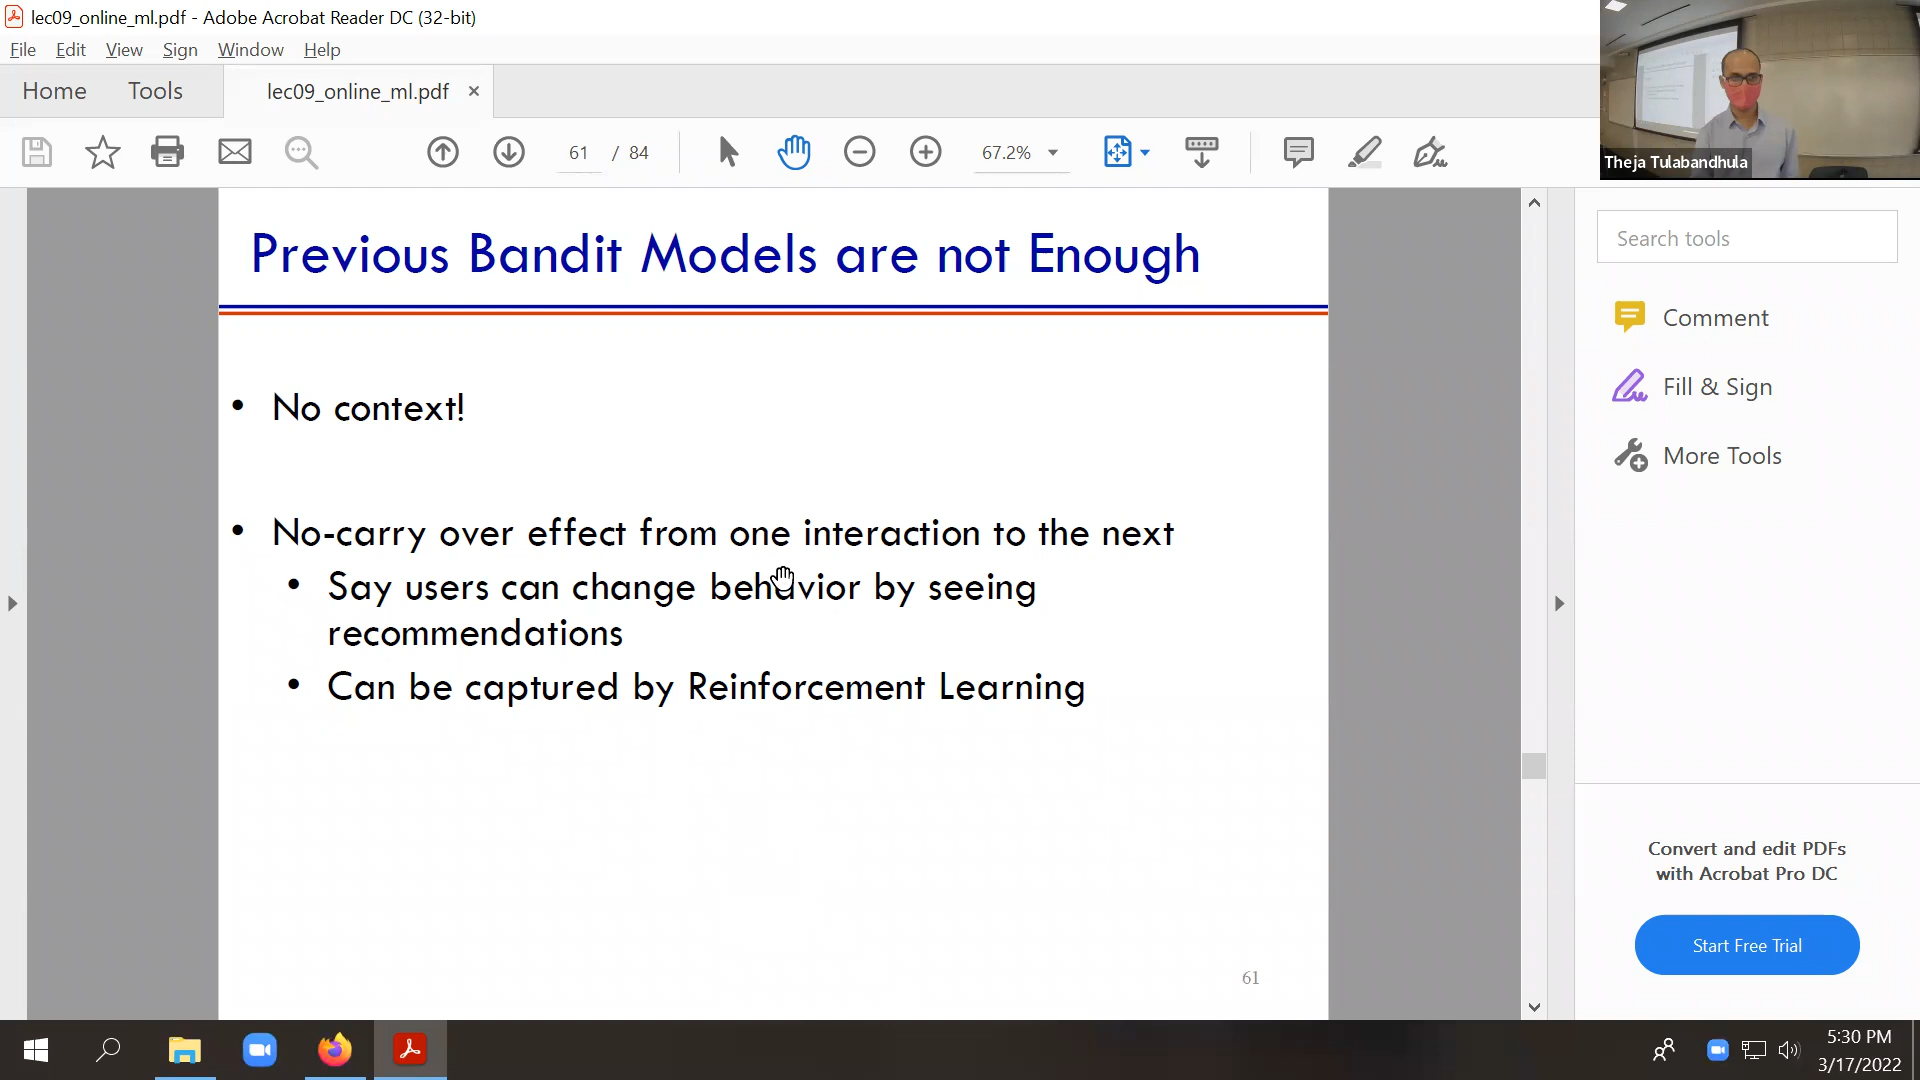 lec09_online_ml.pdf - Adobe Acrobat Reader DC (32-bit)
File Edit View Sign Window Help
Home Tools lec09_online_ml.pdf ×
61 / 84 67.2%
Theja Tulabandhula
Previous Bandit Models are not Enough
• No context!
• No-carry over effect from one interaction to the next
• Say users can change behavior by seeing
recommendations
• Can be captured by Reinforcement Learning
61
Search tools
Comment
Fill & Sign
More Tools
Convert and edit PDFs
with Acrobat Pro DC
Start Free Trial
5:30 PM
3/17/2022